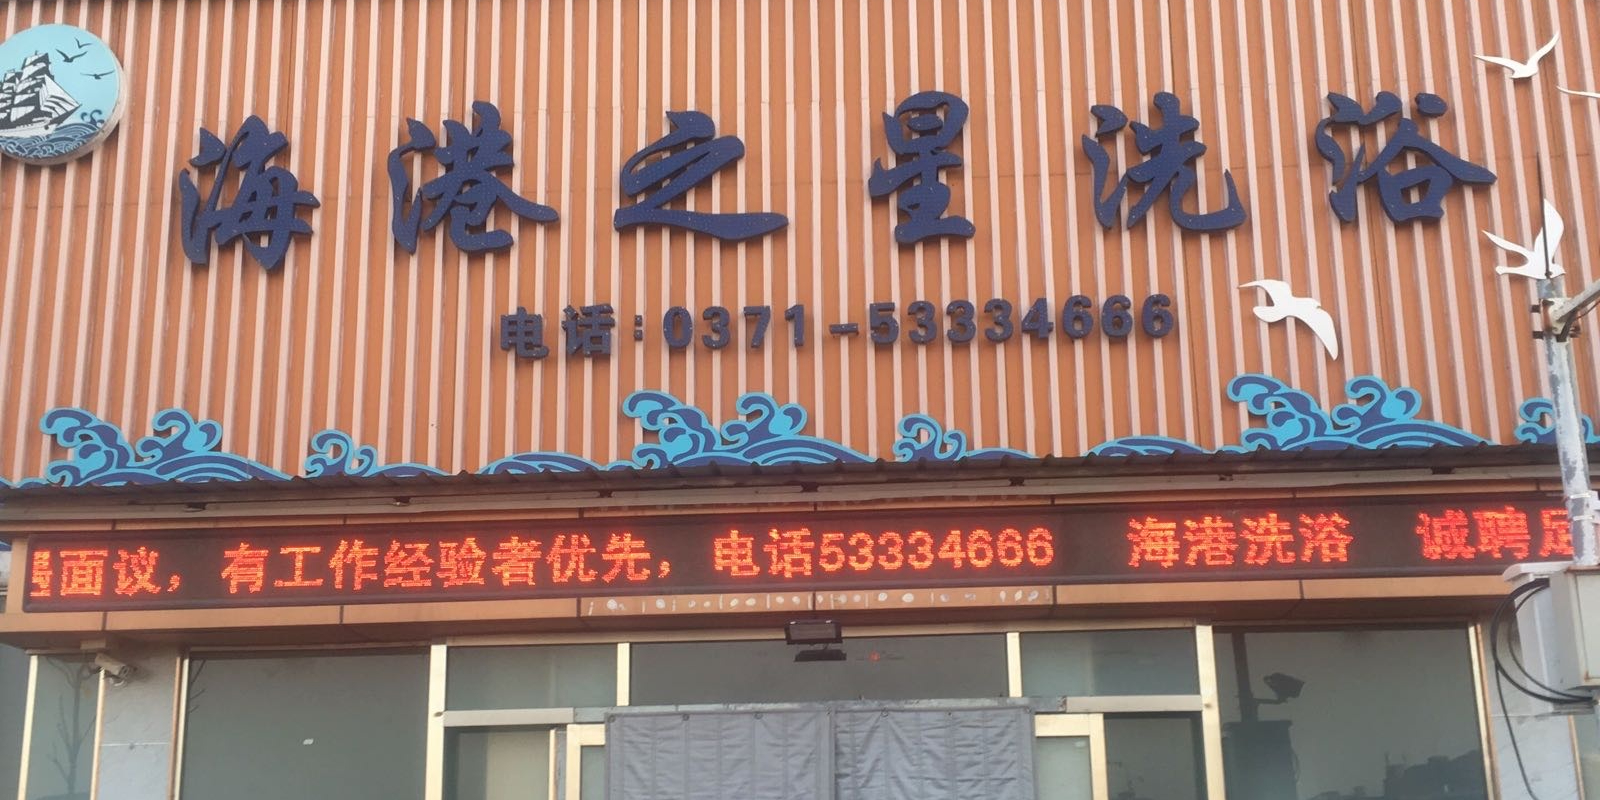 海港之星洗浴
电话:0371-53334666
面议，有工作经验者优先，电话53334666 海港洗浴 诚聘足